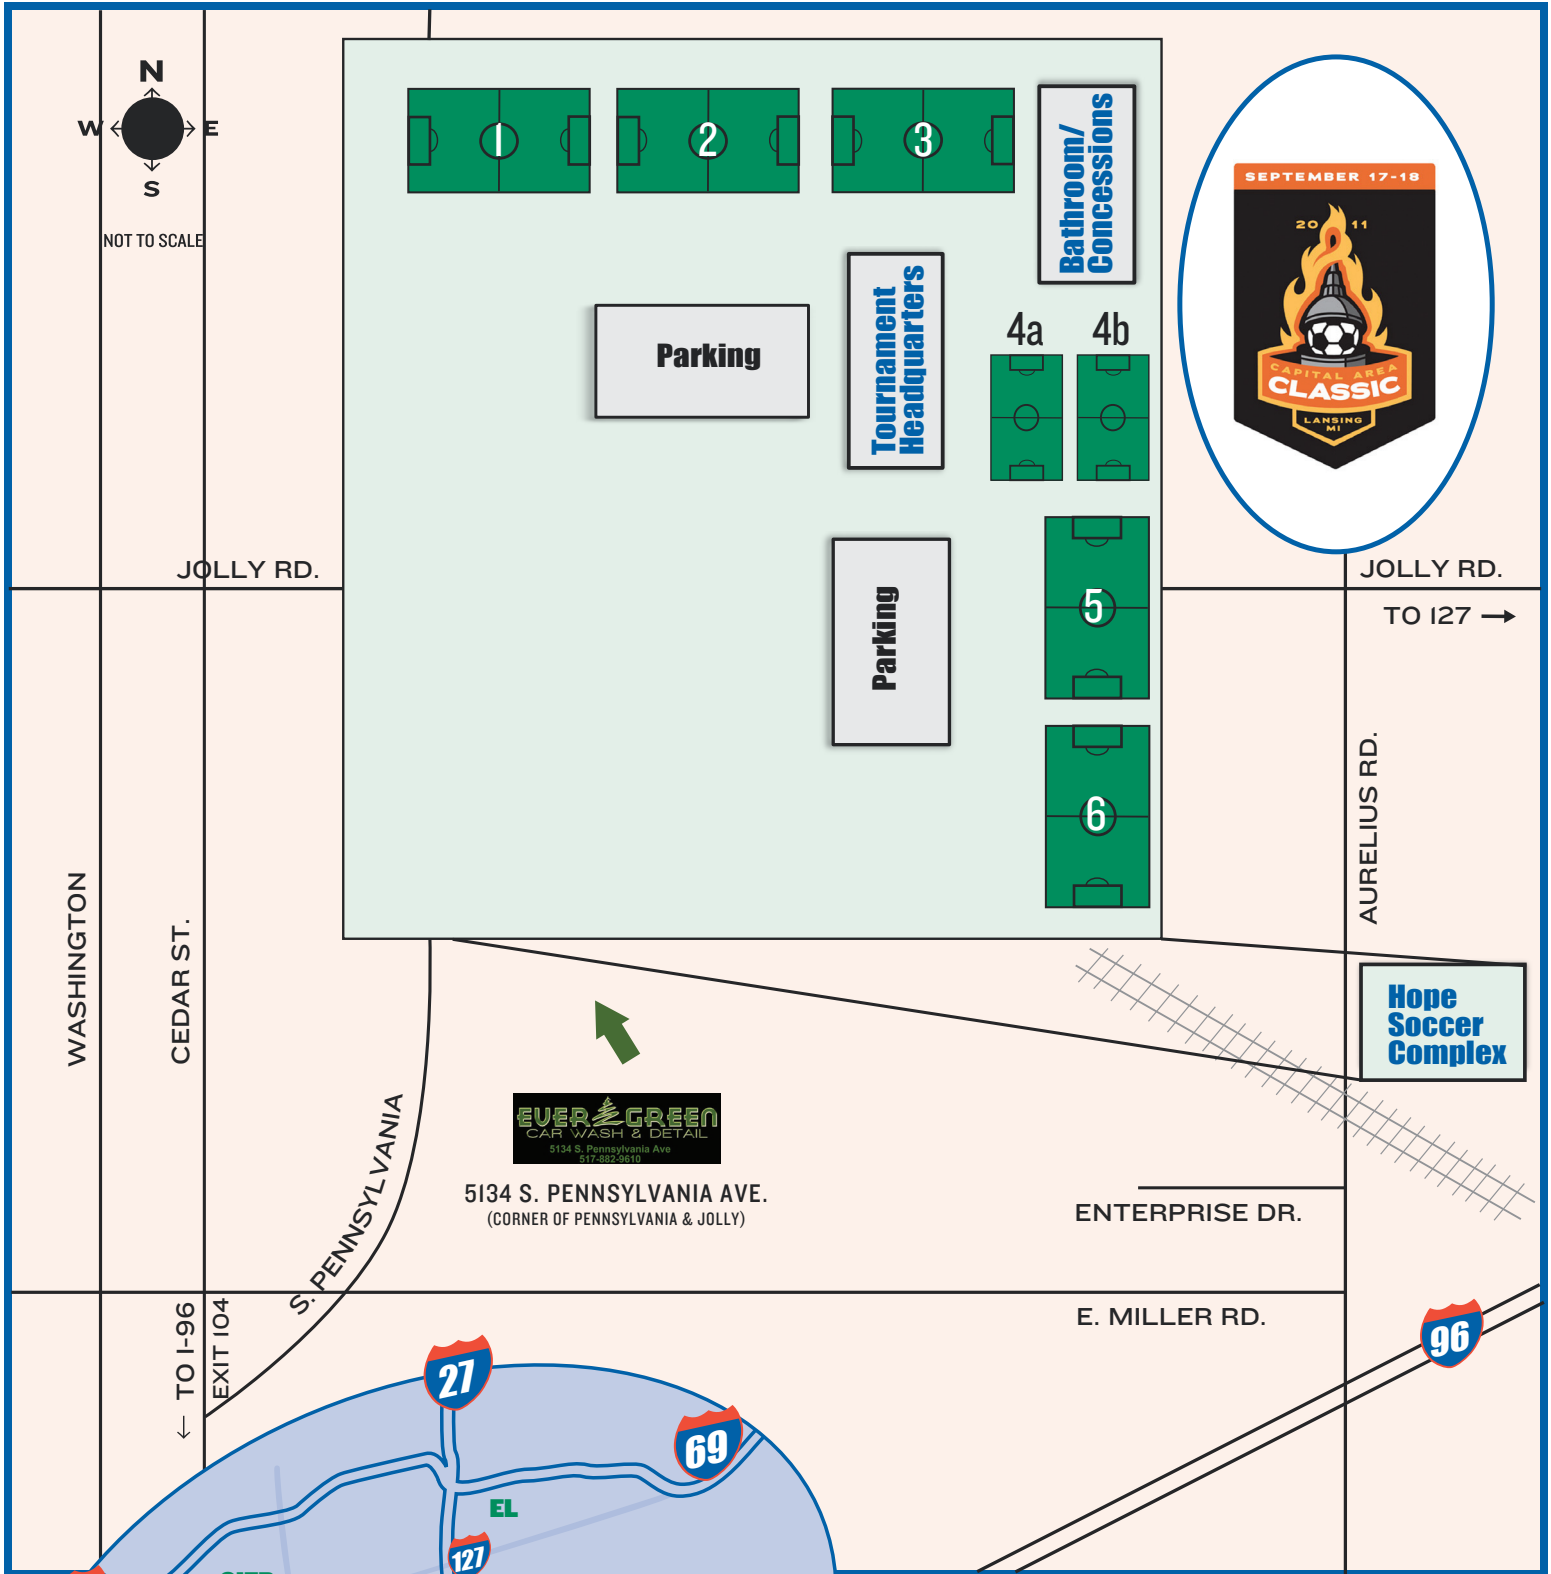 N
W
E
S
NOT TO SCALE
1
2
3
Bathroom/
Concessions
SEPTEMBER 17-18
20 11
CAPITAL AREA
CLASSIC
LANSING
MI
Parking
Tournament
Headquarters
4a
4b
Parking
5
6
JOLLY RD.
JOLLY RD.
TO 127
WASHINGTON
CEDAR ST.
AURELIUS RD.
Hope
Soccer
Complex
EVERGREEN
CAR WASH & DETAIL
5134 S. Pennsylvania Ave
517-882-9610
5134 S. PENNSYLVANIA AVE.
(CORNER OF PENNSYLVANIA & JOLLY)
S. PENNSYLVANIA
ENTERPRISE DR.
E. MILLER RD.
TO I-96
EXIT 104
27
69
96
EL
127